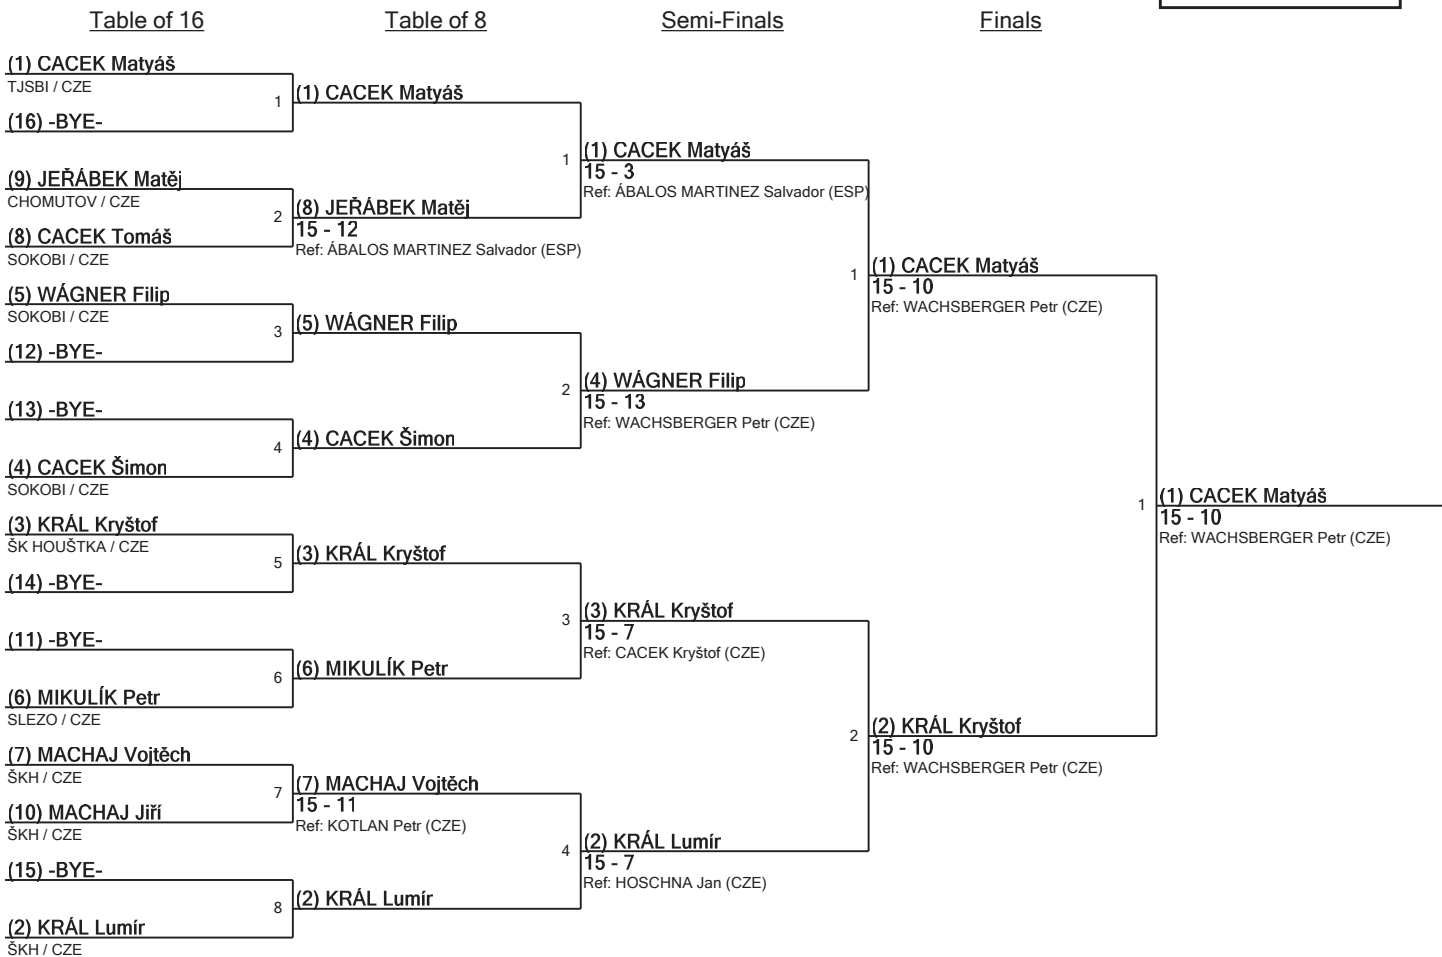 Table of 16
Table of 8
Semi-Finals
Finals
(1) CACEK Matyáš
TJSBI / CZE
1
(16) -BYE-
(9) JEŘÁBEK Matěj
CHOMUTOV / CZE
2
(8) CACEK Tomáš
SOKOBI / CZE
(5) WÁGNER Filip
SOKOBI / CZE
3
(12) -BYE-
(13) -BYE-
4
(4) CACEK Šimon
SOKOBI / CZE
(3) KRÁL Kryštof
ŠK HOUŠTKA / CZE
5
(14) -BYE-
(11) -BYE-
6
(6) MIKULÍK Petr
SLEZO / CZE
(7) MACHAJ Vojtěch
ŠKH / CZE
7
(10) MACHAJ Jiří
ŠKH / CZE
(15) -BYE-
8
(2) KRÁL Lumír
ŠKH / CZE
(1) CACEK Matyáš
1
(8) JEŘÁBEK Matěj
15 - 12
Ref: ÁBALOS MARTINEZ Salvador (ESP)
(5) WÁGNER Filip
2
(4) CACEK Šimon
(3) KRÁL Kryštof
3
(6) MIKULÍK Petr
(7) MACHAJ Vojtěch
15 - 11
Ref: KOTLAN Petr (CZE)
4
(2) KRÁL Lumír
(1) CACEK Matyáš
15 - 3
Ref: ÁBALOS MARTINEZ Salvador (ESP)
1
(4) WÁGNER Filip
15 - 13
Ref: WACHSBERGER Petr (CZE)
(3) KRÁL Kryštof
15 - 7
Ref: CACEK Kryštof (CZE)
2
(2) KRÁL Lumír
15 - 7
Ref: HOSCHNA Jan (CZE)
(1) CACEK Matyáš
15 - 10
Ref: WACHSBERGER Petr (CZE)
1
(2) KRÁL Kryštof
15 - 10
Ref: WACHSBERGER Petr (CZE)
(1) CACEK Matyáš
15 - 10
Ref: WACHSBERGER Petr (CZE)